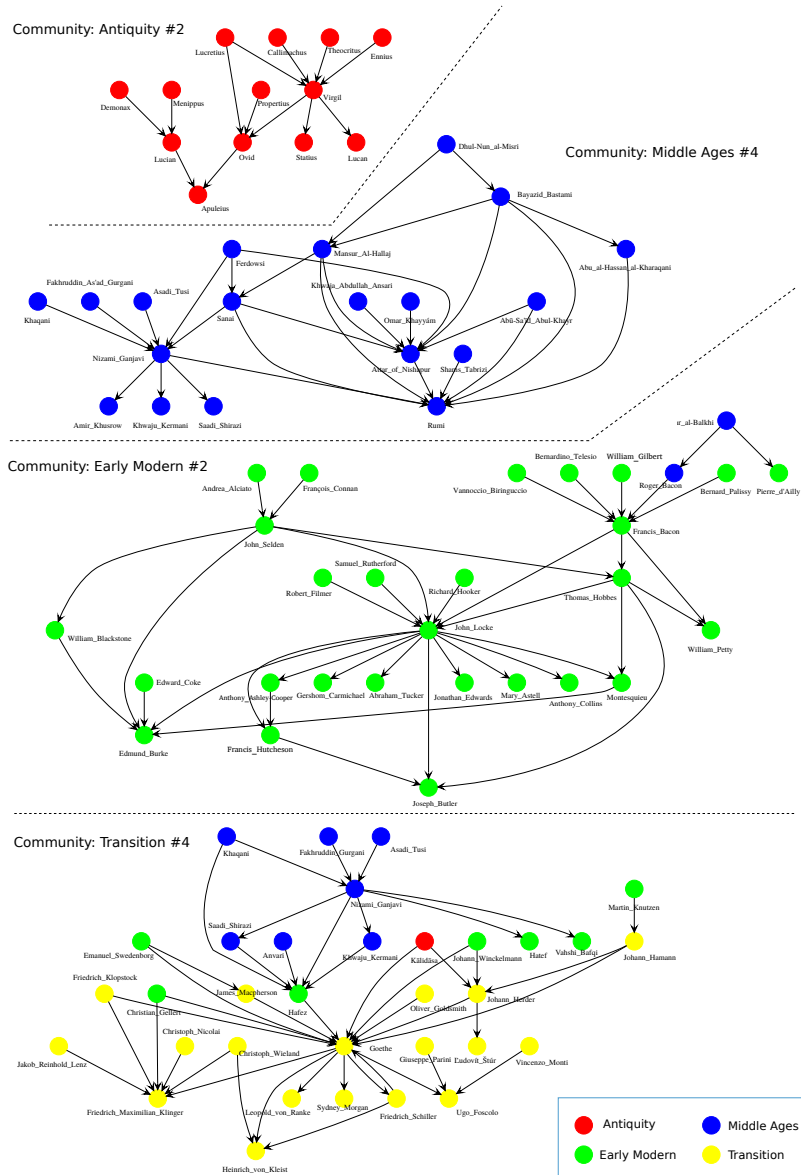 Community: Antiquity #2
Lucretius
Callimachus
Theocritus
Ennius
Demonax
Menippus
Propertius
Virgil
Lucian
Ovid
Statius
Lucan
Apuleius
Community: Middle Ages #4
Dhul-Nun_al-Misri
Bayazid_Bastami
Ferdowsi
Mansur_Al-Hallaj
Abu_al-Hassan_al-Kharaqani
Fakhruddin_As'ad_Gurgani
Asadi_Tusi
Khaqani
Sanai
Khwaja_Abdullah_Ansari
Omar_Khayyám
Abū-Sa'īd_Abul-Khayr
Nizami_Ganjavi
Attar_of_Nishapur
Shams_Tabrizi
Amir_Khusrow
Khwaju_Kermani
Saadi_Shirazi
Rumi
Community: Early Modern #2
ır_al-Balkhi
Andrea_Alciato
François_Connan
Vannoccio_Biringuccio
Bernardino_Telesio
William_Gilbert
Roger_Bacon
Bernard_Palissy
Pierre_d'Ailly
John_Selden
Francis_Bacon
Robert_Filmer
Samuel_Rutherford
Richard_Hooker
Thomas_Hobbes
William_Blackstone
John_Locke
William_Petty
Edward_Coke
Anthony_Ashley-Cooper
Gershom_Carmichael
Abraham_Tucker
Jonathan_Edwards
Mary_Astell
Anthony_Collins
Montesquieu
Edmund_Burke
Francis_Hutcheson
Joseph_Butler
Community: Transition #4
Khaqani
Fakhruddin_Gurgani
Asadi_Tusi
Nizami_Ganjavi
Martin_Knutzen
Emanuel_Swedenborg
Saadi_Shirazi
Anvari
Khwaju_Kermani
Kālidāsa
Johann_Winckelmann
Hatef
Vahshi_Bafqi
Johann_Hamann
Friedrich_Klopstock
Christian_Gellert
James_Macpherson
Hafez
Oliver_Goldsmith
Johann_Herder
Jakob_Reinhold_Lenz
Christoph_Nicolai
Christoph_Wieland
Goethe
Giuseppe_Parini
Ľudovít_Štúr
Vincenzo_Monti
Friedrich_Maximilian_Klinger
Leopold_von_Ranke
Sydney_Morgan
Friedrich_Schiller
Ugo_Foscolo
Heinrich_von_Kleist
Antiquity
Middle Ages
Early Modern
Transition